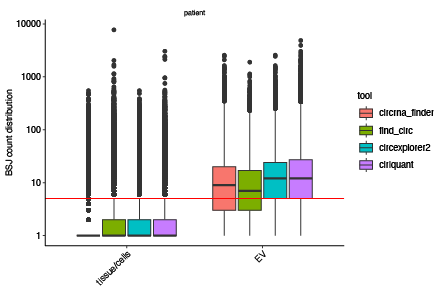 patient
BSJ count distribution
10000
1000
100
10
1
tissue/cells
EV
tool
circrna_finder
find_circ
circexplorer2
ciriquant